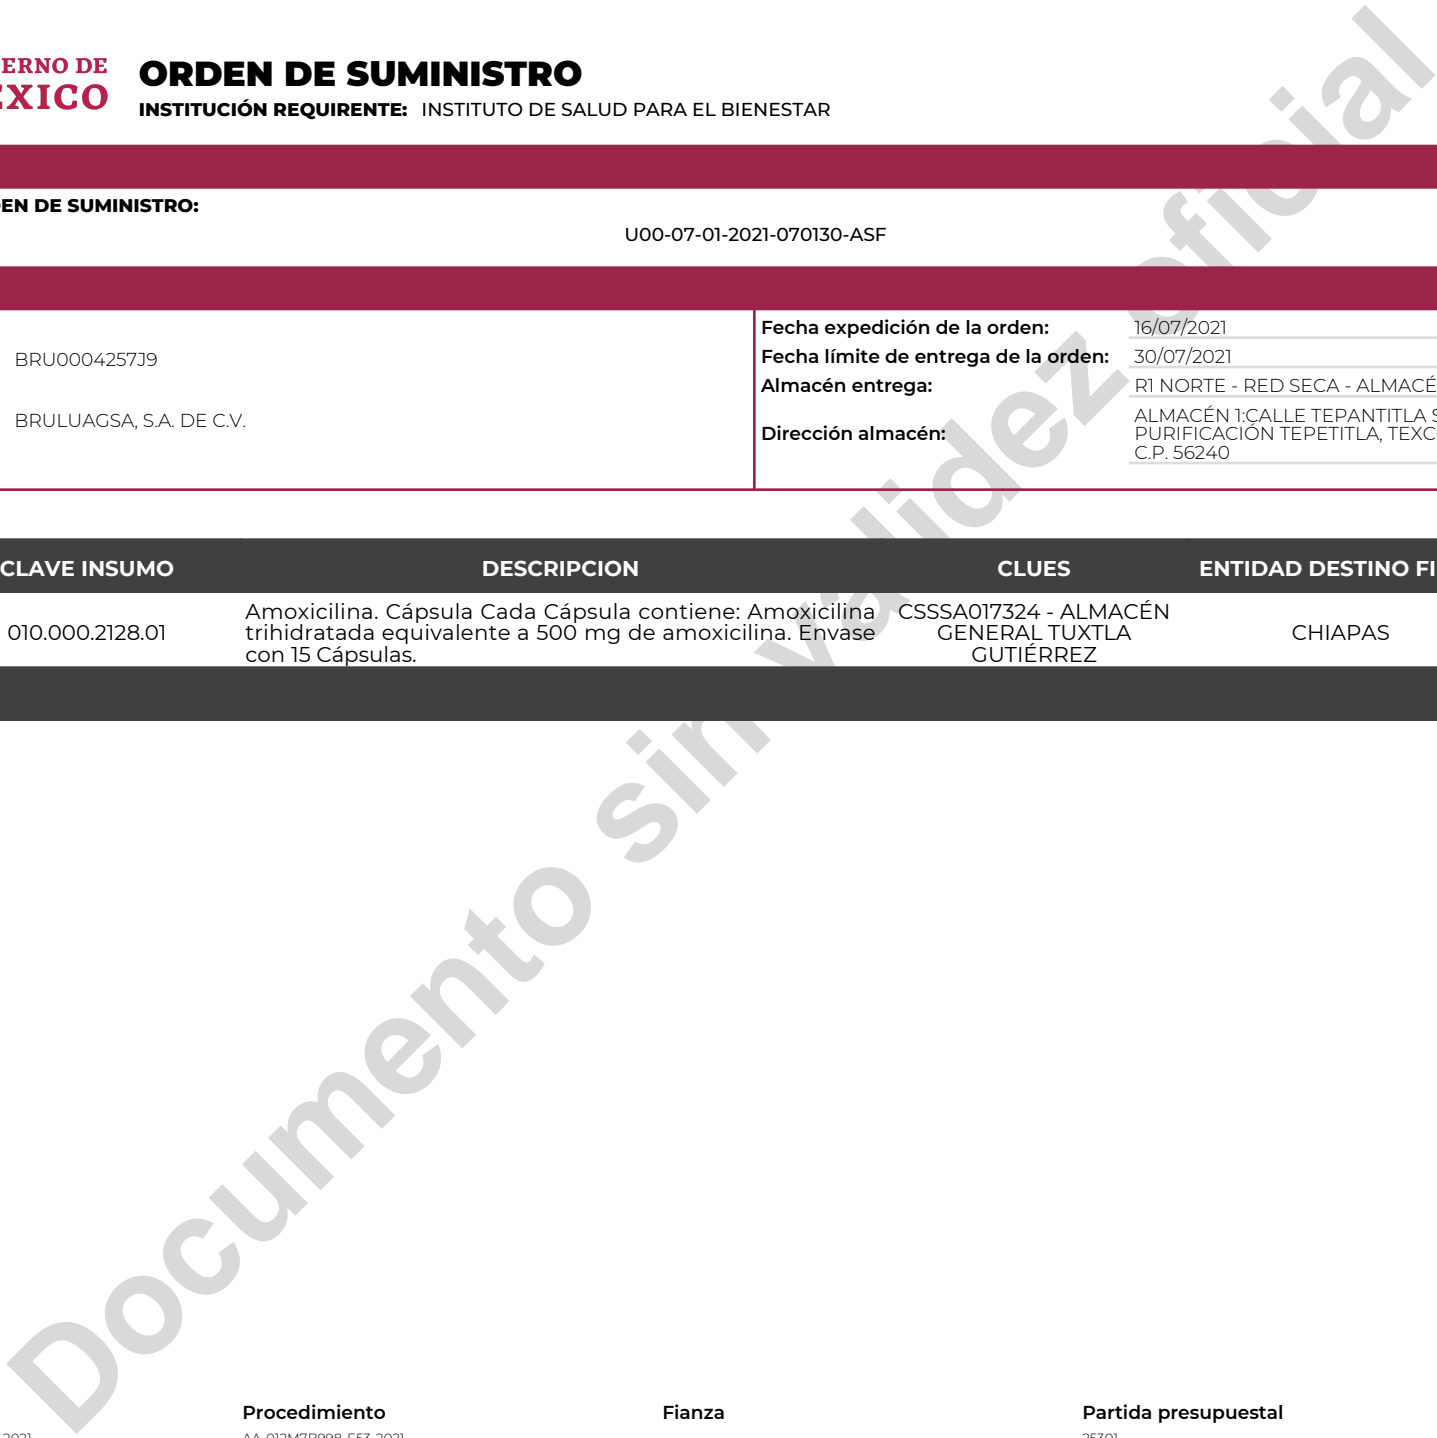 ERNO DE
ORDEN DE SUMINISTRO
INSTITUCIÓN REQUIRENTE: INSTITUTO DE SALUD PARA EL BIENESTAR
EN DE SUMINISTRO:
U00-07-01-2021-070130-ASF
BRU0004257J9
BRULUAGSA, S.A. DE C.V.
Fecha expedición de la orden: 16/07/2021
Fecha límite de entrega de la orden: 30/07/2021
Almacén entrega: R1 NORTE - RED SECA - ALMACÉ
Dirección almacén:
ALMACÉN 1:CALLE TEPANTITLA S
PURIFICACIÓN TEPETITLA, TEXC
C.P. 56240
CLAVE INSUMO DESCRIPCION CLUES ENTIDAD DESTINO FI
010.000.2128.01
Amoxicilina. Cápsula Cada Cápsula contiene: Amoxicilina
trihidratada equivalente a 500 mg de amoxicilina. Envase
con 15 Cápsulas.
CSSSA017324 - ALMACÉN
GENERAL TUXTLA
GUTIÉRREZ
CHIAPAS
Documento sin validez oficial
Procedimiento Fianza Partida presupuestal